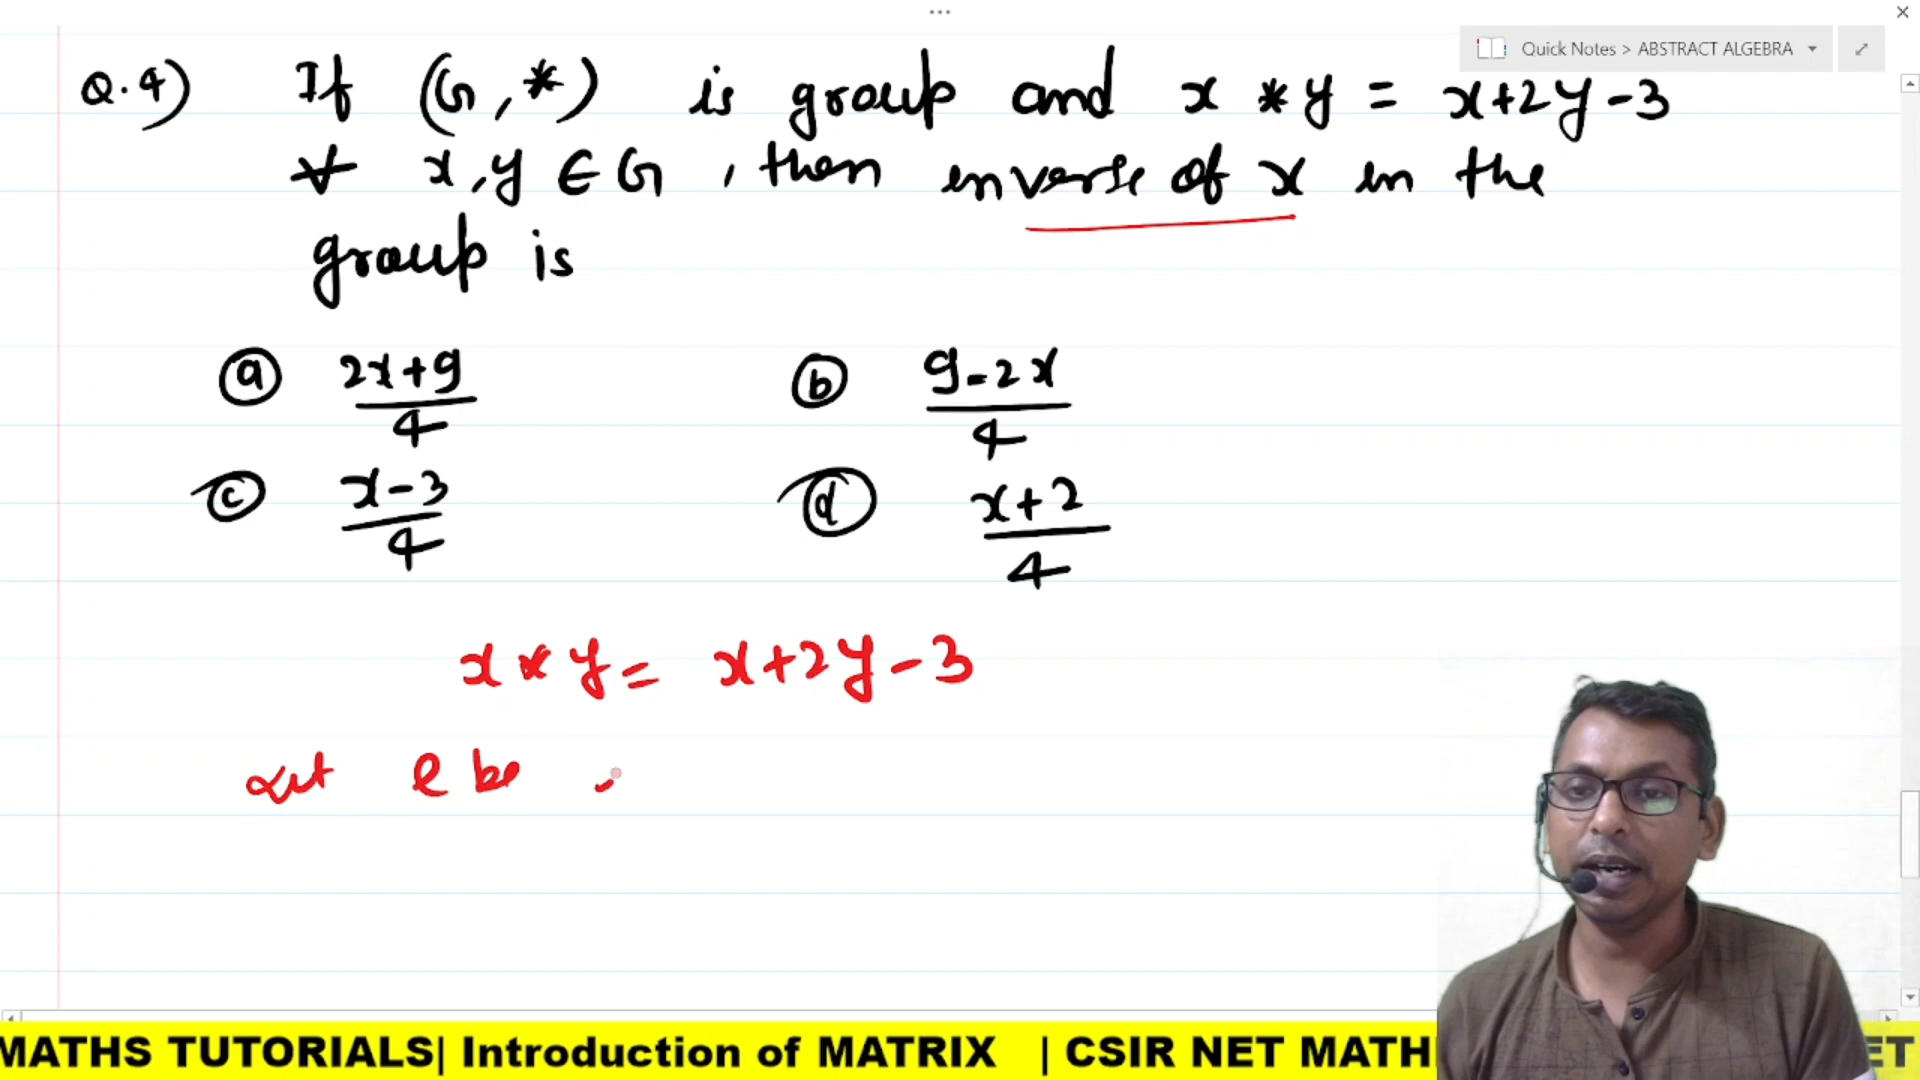 Quick Notes > ABSTRACT ALGEBRA
Q.4) If (G,*) is group and x * y = x+2y-3
∀ x,y ∈ G, then inverse of x in the
group is
(a) 2x+9/4 (b) 9-2x/4
(c) x-3/4 (d) x+2/4
x * y = x+2y-3
Let e be
MATHS TUTORIALS| Introduction of MATRIX | CSIR NET MATH
ET